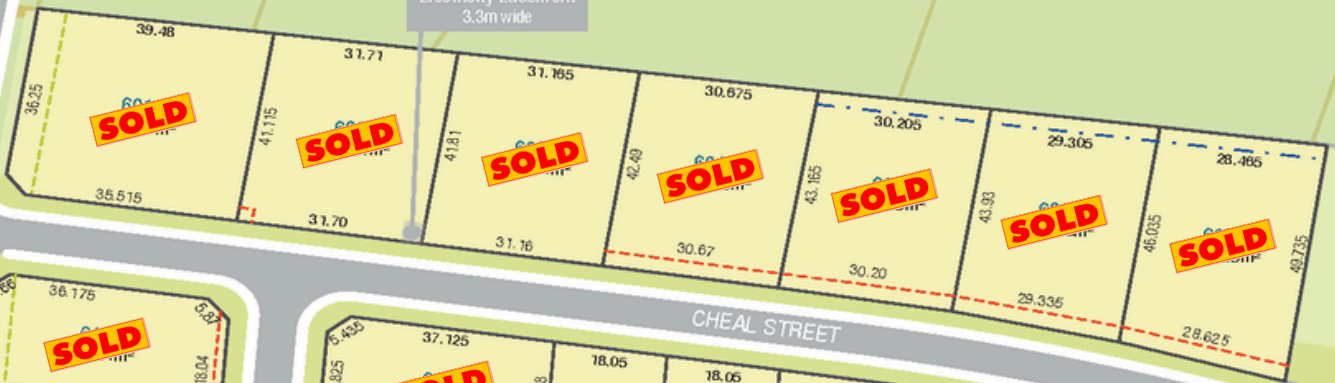 3.3m wide
39.48
31.71
31.165
30.675
30.205
29.305
28.465
36.25
SOLD
41.115
SOLD
41.81
SOLD
42.49
SOLD
43.165
SOLD
43.93
SOLD
46.035
SOLD
49.735
35.515
31.70
31.16
30.67
30.20
29.335
28.625
CHEAL STREET
36.175
5.87
SOLD
18.04
5.435
37.125
SOLD
18.05
18.05